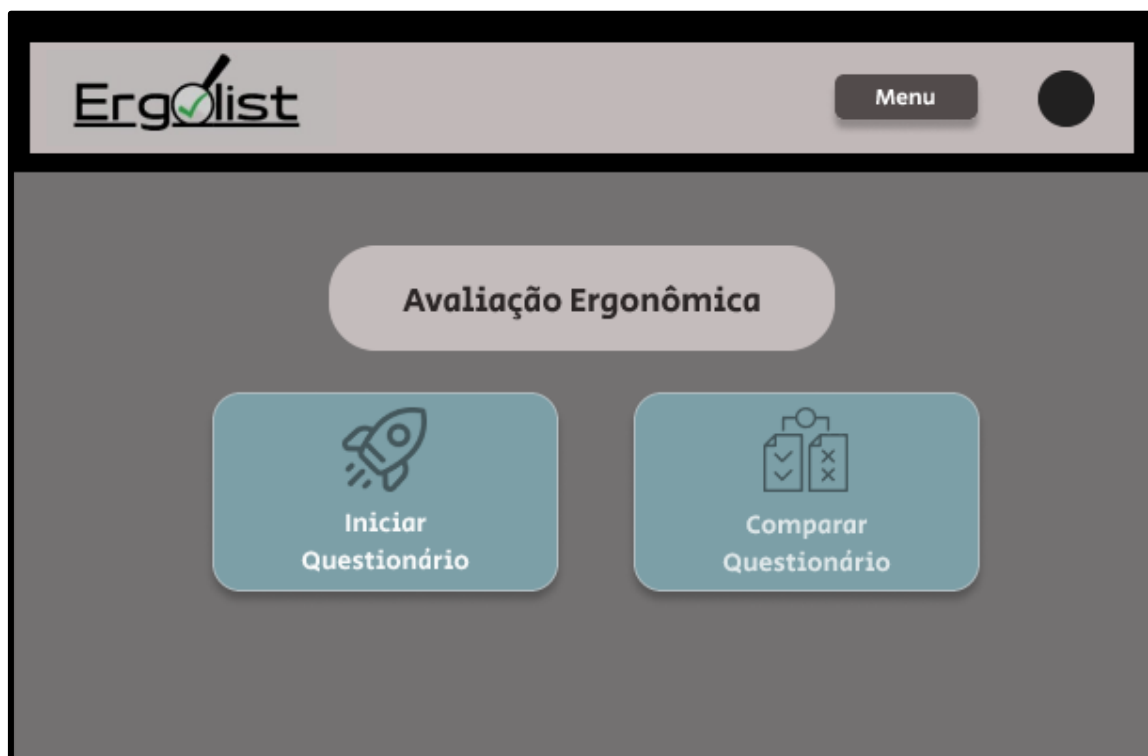 Ergolist
Menu
Avaliação Ergonômica
Iniciar
Questionário
Comparar
Questionário